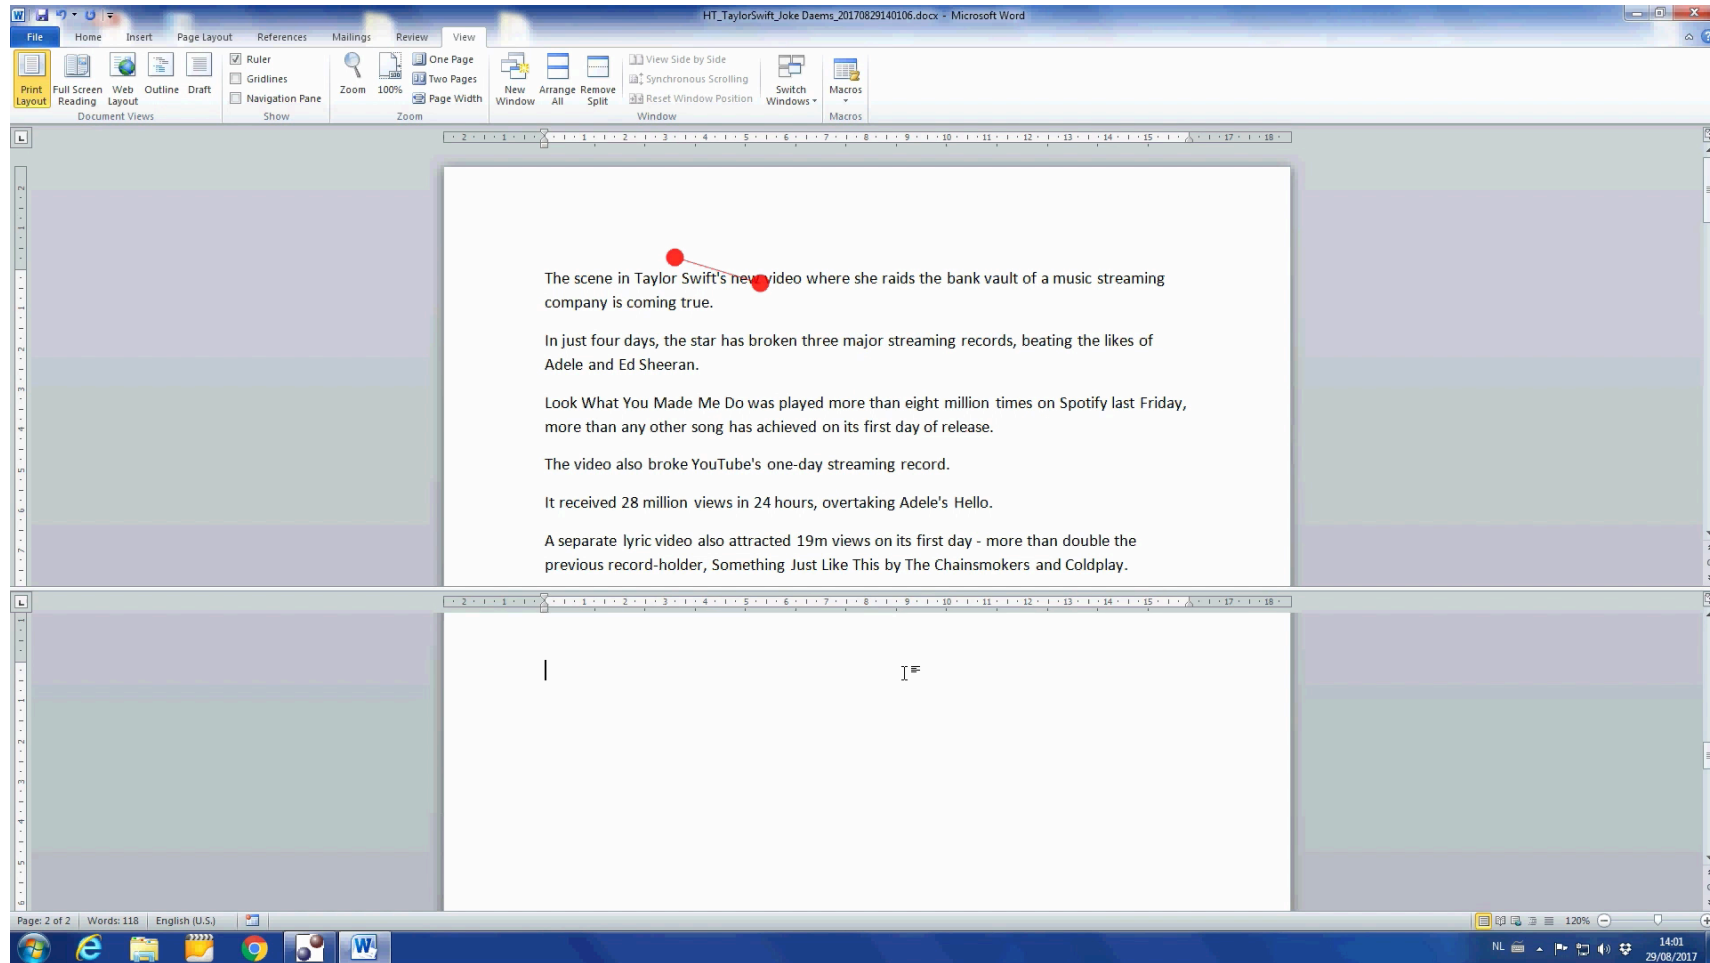 HT_TaylorSwift_Joke Daems_20170829140106.docx - Microsoft Word
File Home Insert Page Layout References Mailings Review View
Print Layout
Full Screen Reading
Web Layout
Outline
Draft
Document Views
Ruler
Gridlines
Navigation Pane
Show
Zoom
100%
One Page
Two Pages
Page Width
Zoom
New Window
Arrange All
Remove Split
View Side by Side
Synchronous Scrolling
Reset Window Position
Window
Switch Windows
Macros
Macros
The scene in Taylor Swift's new video where she raids the bank vault of a music streaming
company is coming true.
In just four days, the star has broken three major streaming records, beating the likes of
Adele and Ed Sheeran.
Look What You Made Me Do was played more than eight million times on Spotify last Friday,
more than any other song has achieved on its first day of release.
The video also broke YouTube's one-day streaming record.
It received 28 million views in 24 hours, overtaking Adele's Hello.
A separate lyric video also attracted 19m views on its first day - more than double the
previous record-holder, Something Just Like This by The Chainsmokers and Coldplay.
Page: 2 of 2 Words: 118 English (U.S.) 120%
NL 14:01
29/08/2017